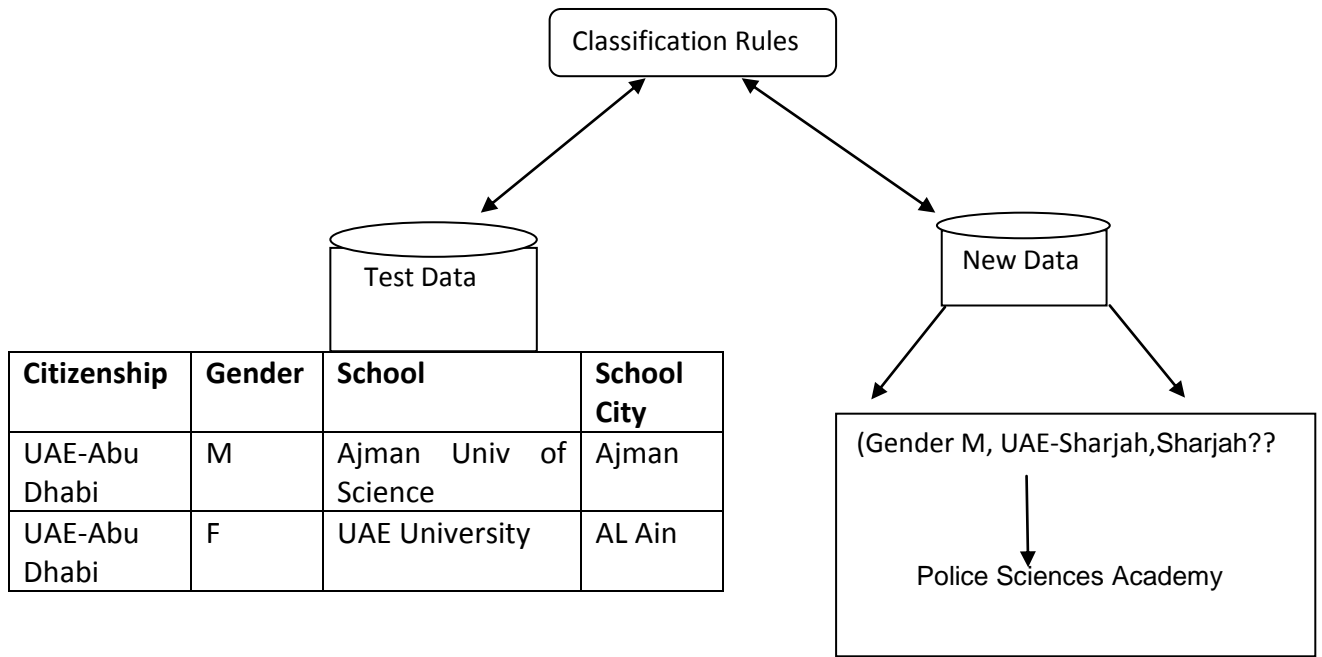 Classification Rules
Test Data
New Data
Citizenship Gender School School
City
UAE-Abu M Ajman Univ of Ajman
Dhabi Science
UAE-Abu F UAE University AL Ain
Dhabi
(Gender M, UAE-Sharjah,Sharjah??
Police Sciences Academy